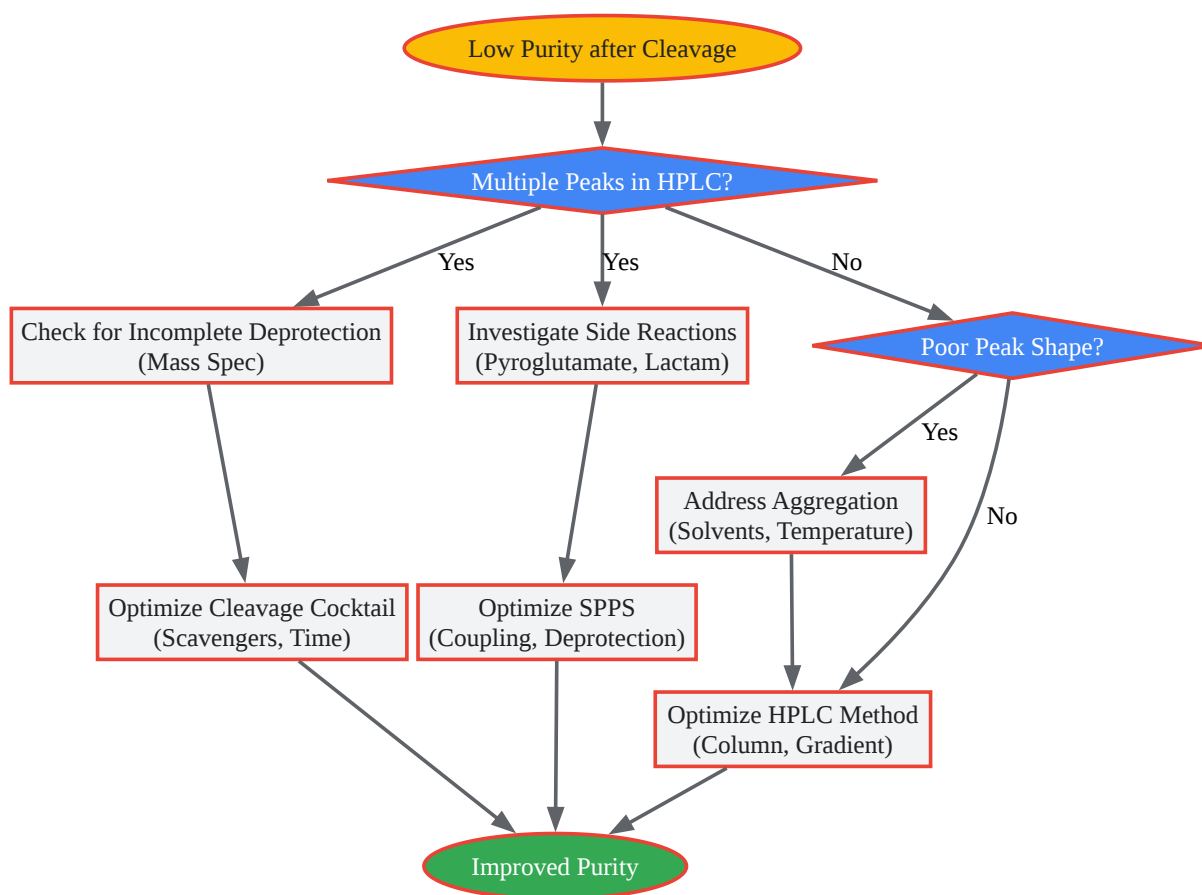 Low Purity after Cleavage
Multiple Peaks in HPLC?
Yes
Yes
No
Check for Incomplete Deprotection
(Mass Spec)
Investigate Side Reactions
(Pyroglutamate, Lactam)
Poor Peak Shape?
Yes
No
Address Aggregation
(Solvents, Temperature)
Optimize Cleavage Cocktail
(Scavengers, Time)
Optimize SPPS
(Coupling, Deprotection)
Optimize HPLC Method
(Column, Gradient)
Improved Purity